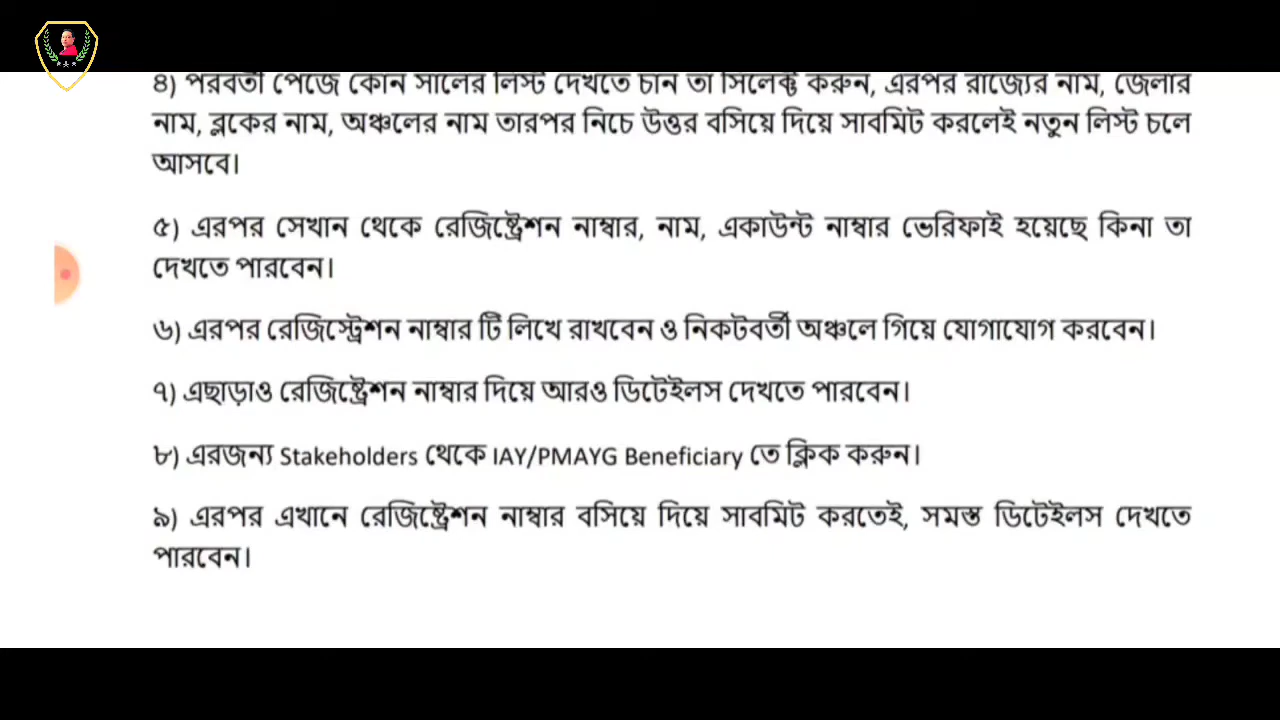 ৪) পরবর্তী পেজে কোন সালের লিস্ট দেখতে চান তা সিলেক্ট করুন, এরপর রাজ্যের নাম, জেলার
নাম, ব্লকের নাম, অঞ্চলের নাম তারপর নিচে উত্তর বসিয়ে দিয়ে সাবমিট করলেই নতুন লিস্ট চলে
আসবে।
৫) এরপর সেখান থেকে রেজিষ্ট্রেশন নাম্বার, নাম, একাউন্ট নাম্বার ভেরিফাই হয়েছে কিনা তা
দেখতে পারবেন।
৬) এরপর রেজিস্ট্রেশন নাম্বার টি লিখে রাখবেন ও নিকটবর্তী অঞ্চলে গিয়ে যোগাযোগ করবেন।
৭) এছাড়াও রেজিষ্ট্রেশন নাম্বার দিয়ে আরও ডিটেইলস দেখতে পারবেন।
৮) এরজন্য Stakeholders থেকে IAY/PMAYG Beneficiary তে ক্লিক করুন।
৯) এরপর এখানে রেজিষ্ট্রেশন নাম্বার বসিয়ে দিয়ে সাবমিট করতেই, সমস্ত ডিটেইলস দেখতে
পারবেন।